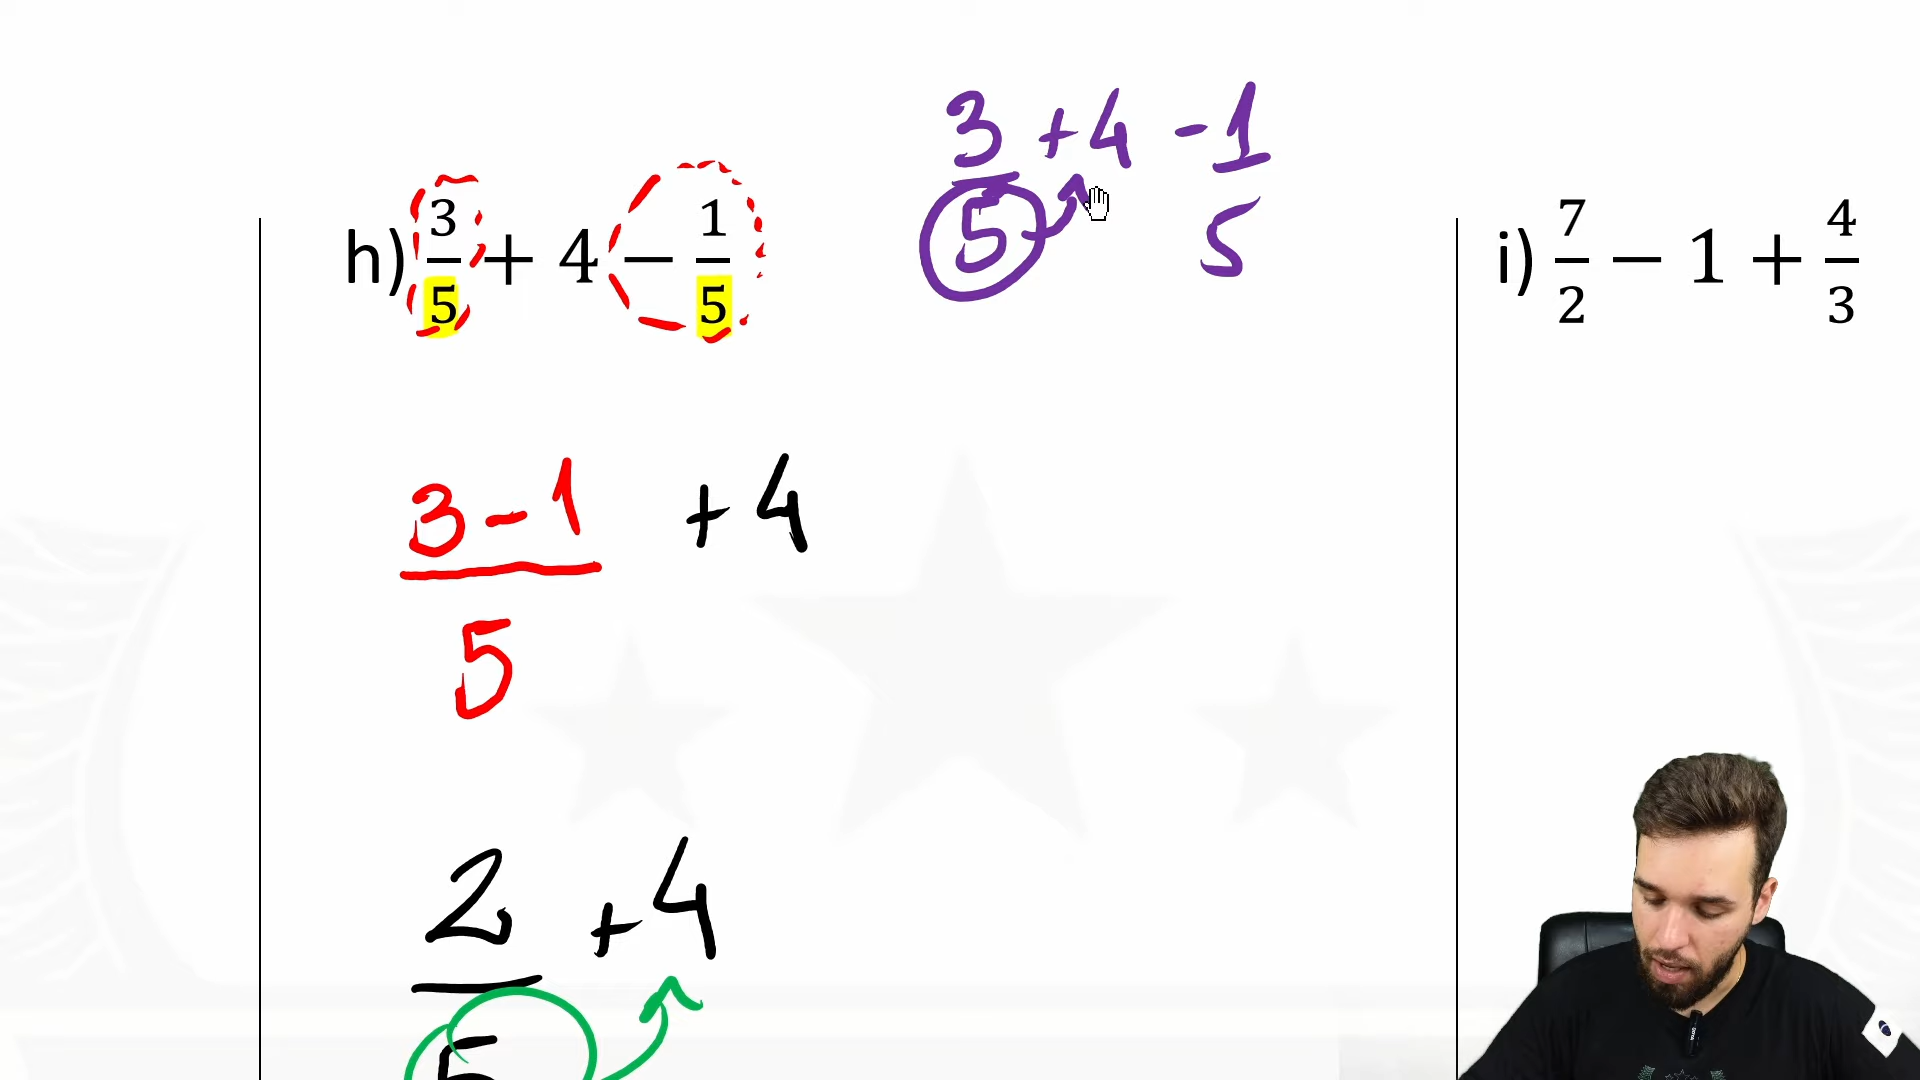 h) 3/5 + 4 − 1/5
3/5 + 4 - 1/5
i) 7/2 − 1 + 4/3
3-1/5 + 4
2/5 + 4